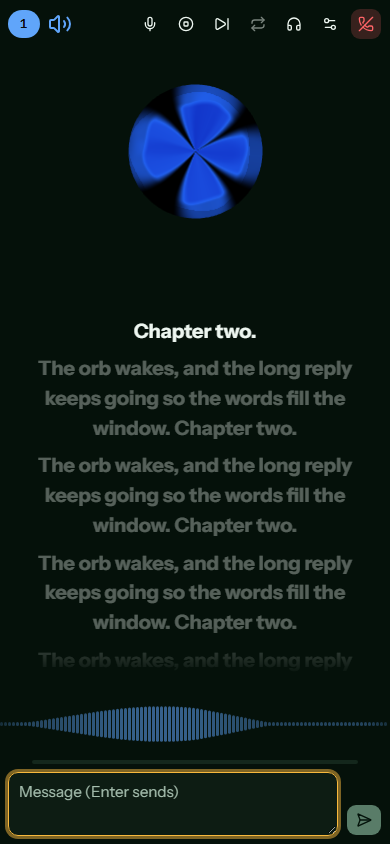 1
Chapter two.
The orb wakes, and the long reply
keeps going so the words fill the
window. Chapter two.
The orb wakes, and the long reply
keeps going so the words fill the
window. Chapter two.
The orb wakes, and the long reply
keeps going so the words fill the
window. Chapter two.
The orb wakes, and the long reply
Message (Enter sends)